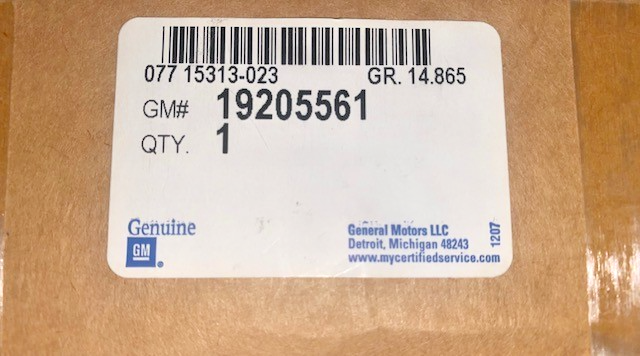 077 15313-023 GR. 14.865
GM# 19205561
QTY. 1
Genuine
GM
General Motors LLC
Detroit, Michigan 48243
www.mycertifiedservice.com
1207